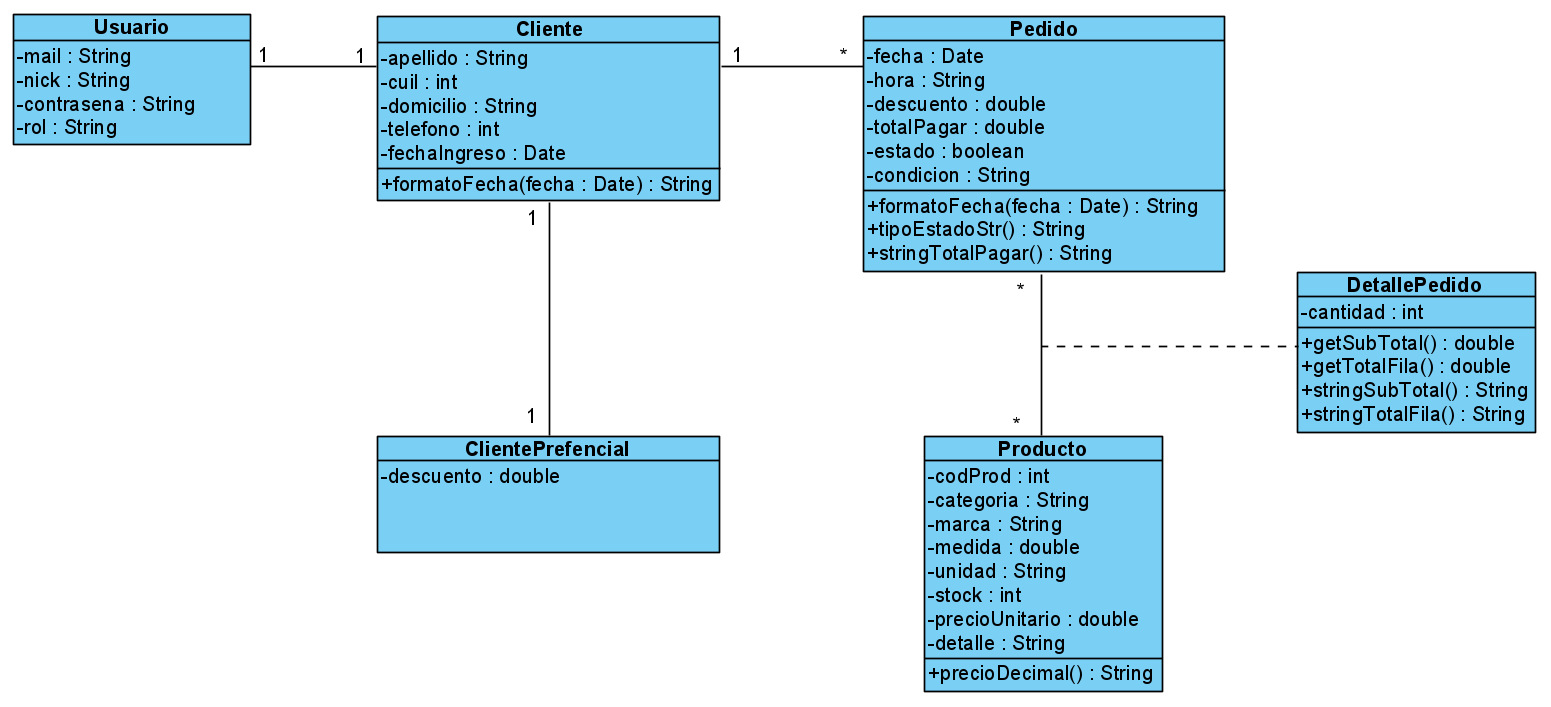 Usuario
-mail : String
-nick : String
-contrasena : String
-rol : String
1
1
Cliente
-apellido : String
-cuil : int
-domicilio : String
-telefono : int
-fechaIngreso : Date
+formatoFecha(fecha : Date) : String
1
*
Pedido
-fecha : Date
-hora : String
-descuento : double
-totalPagar : double
-estado : boolean
-condicion : String
+formatoFecha(fecha : Date) : String
+tipoEstadoStr() : String
+stringTotalPagar() : String
1
1
*
*
DetallePedido
-cantidad : int
+getSubTotal() : double
+getTotalFila() : double
+stringSubTotal() : String
+stringTotalFila() : String
ClientePrefencial
-descuento : double
Producto
-codProd : int
-categoria : String
-marca : String
-medida : double
-unidad : String
-stock : int
-precioUnitario : double
-detalle : String
+precioDecimal() : String